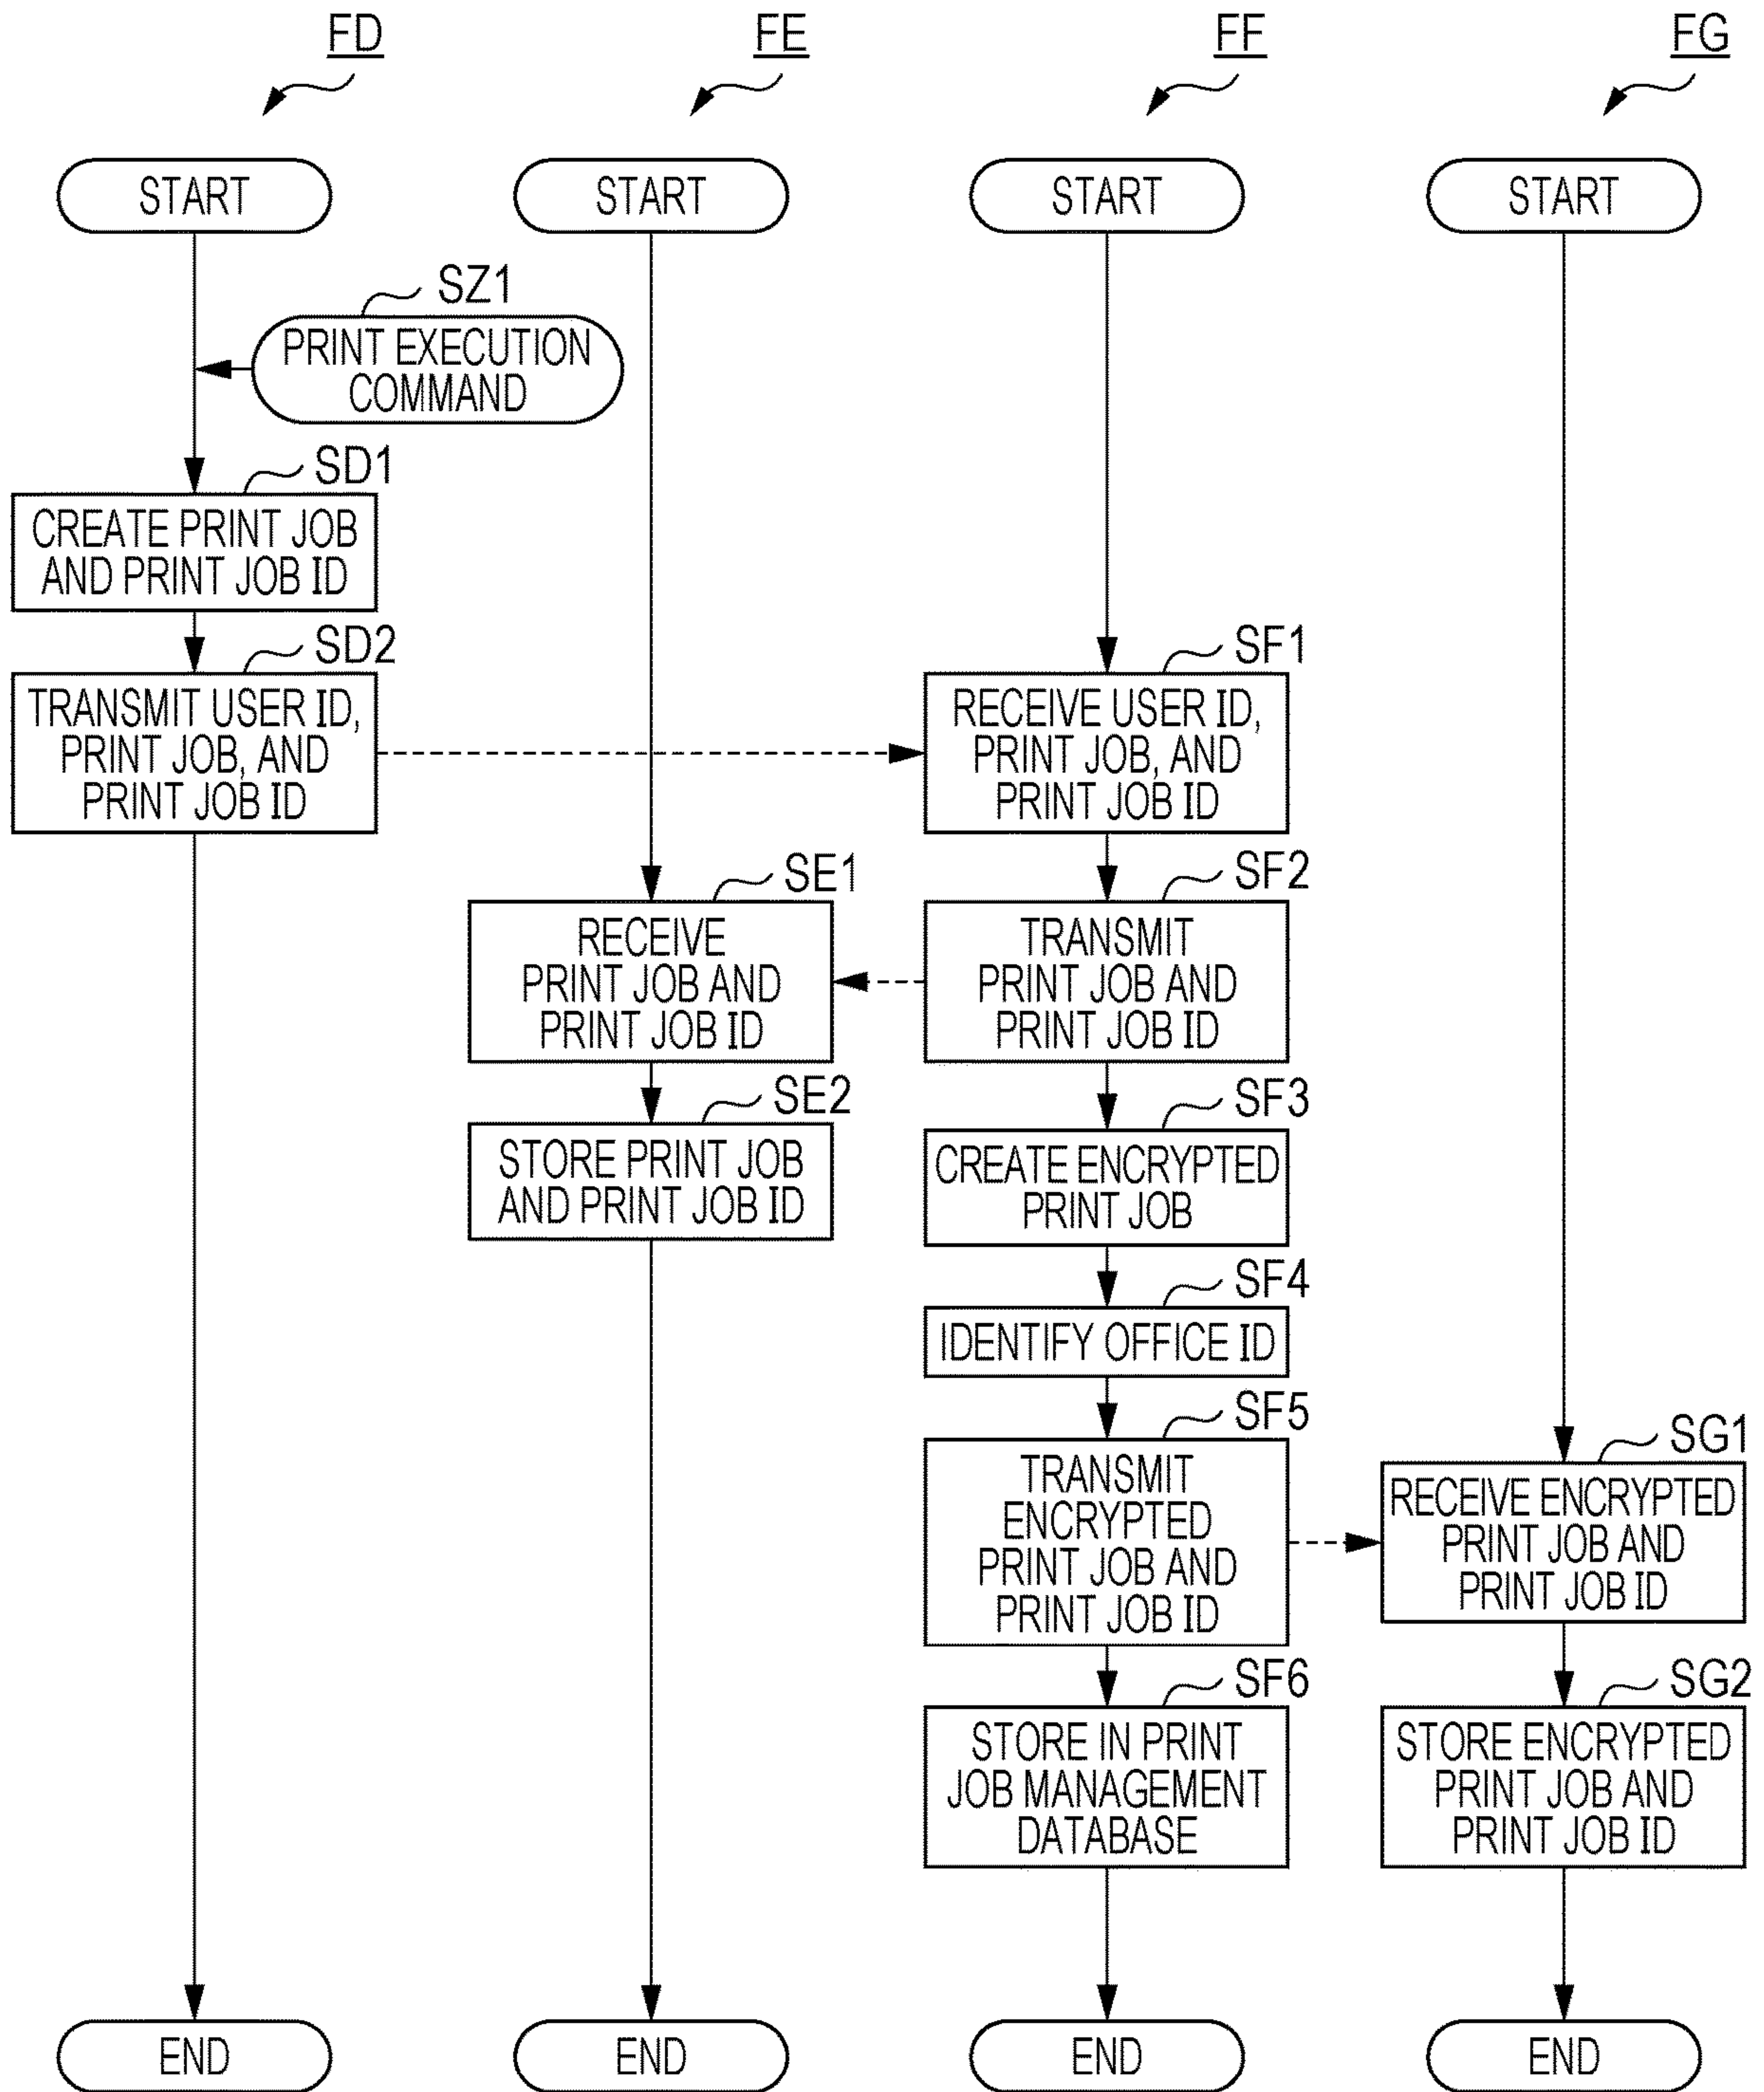 FD
FE
FF
FG
START
START
START
START
SZ1
PRINT EXECUTION
COMMAND
SD1
CREATE PRINT JOB
AND PRINT JOB ID
SD2
TRANSMIT USER ID,
PRINT JOB, AND
PRINT JOB ID
SF1
RECEIVE USER ID,
PRINT JOB, AND
PRINT JOB ID
SE1
RECEIVE
PRINT JOB AND
PRINT JOB ID
SF2
TRANSMIT
PRINT JOB AND
PRINT JOB ID
SE2
STORE PRINT JOB
AND PRINT JOB ID
SF3
CREATE ENCRYPTED
PRINT JOB
SF4
IDENTIFY OFFICE ID
SF5
TRANSMIT
ENCRYPTED
PRINT JOB AND
PRINT JOB ID
SG1
RECEIVE ENCRYPTED
PRINT JOB AND
PRINT JOB ID
SF6
STORE IN PRINT
JOB MANAGEMENT
DATABASE
SG2
STORE ENCRYPTED
PRINT JOB AND
PRINT JOB ID
END
END
END
END